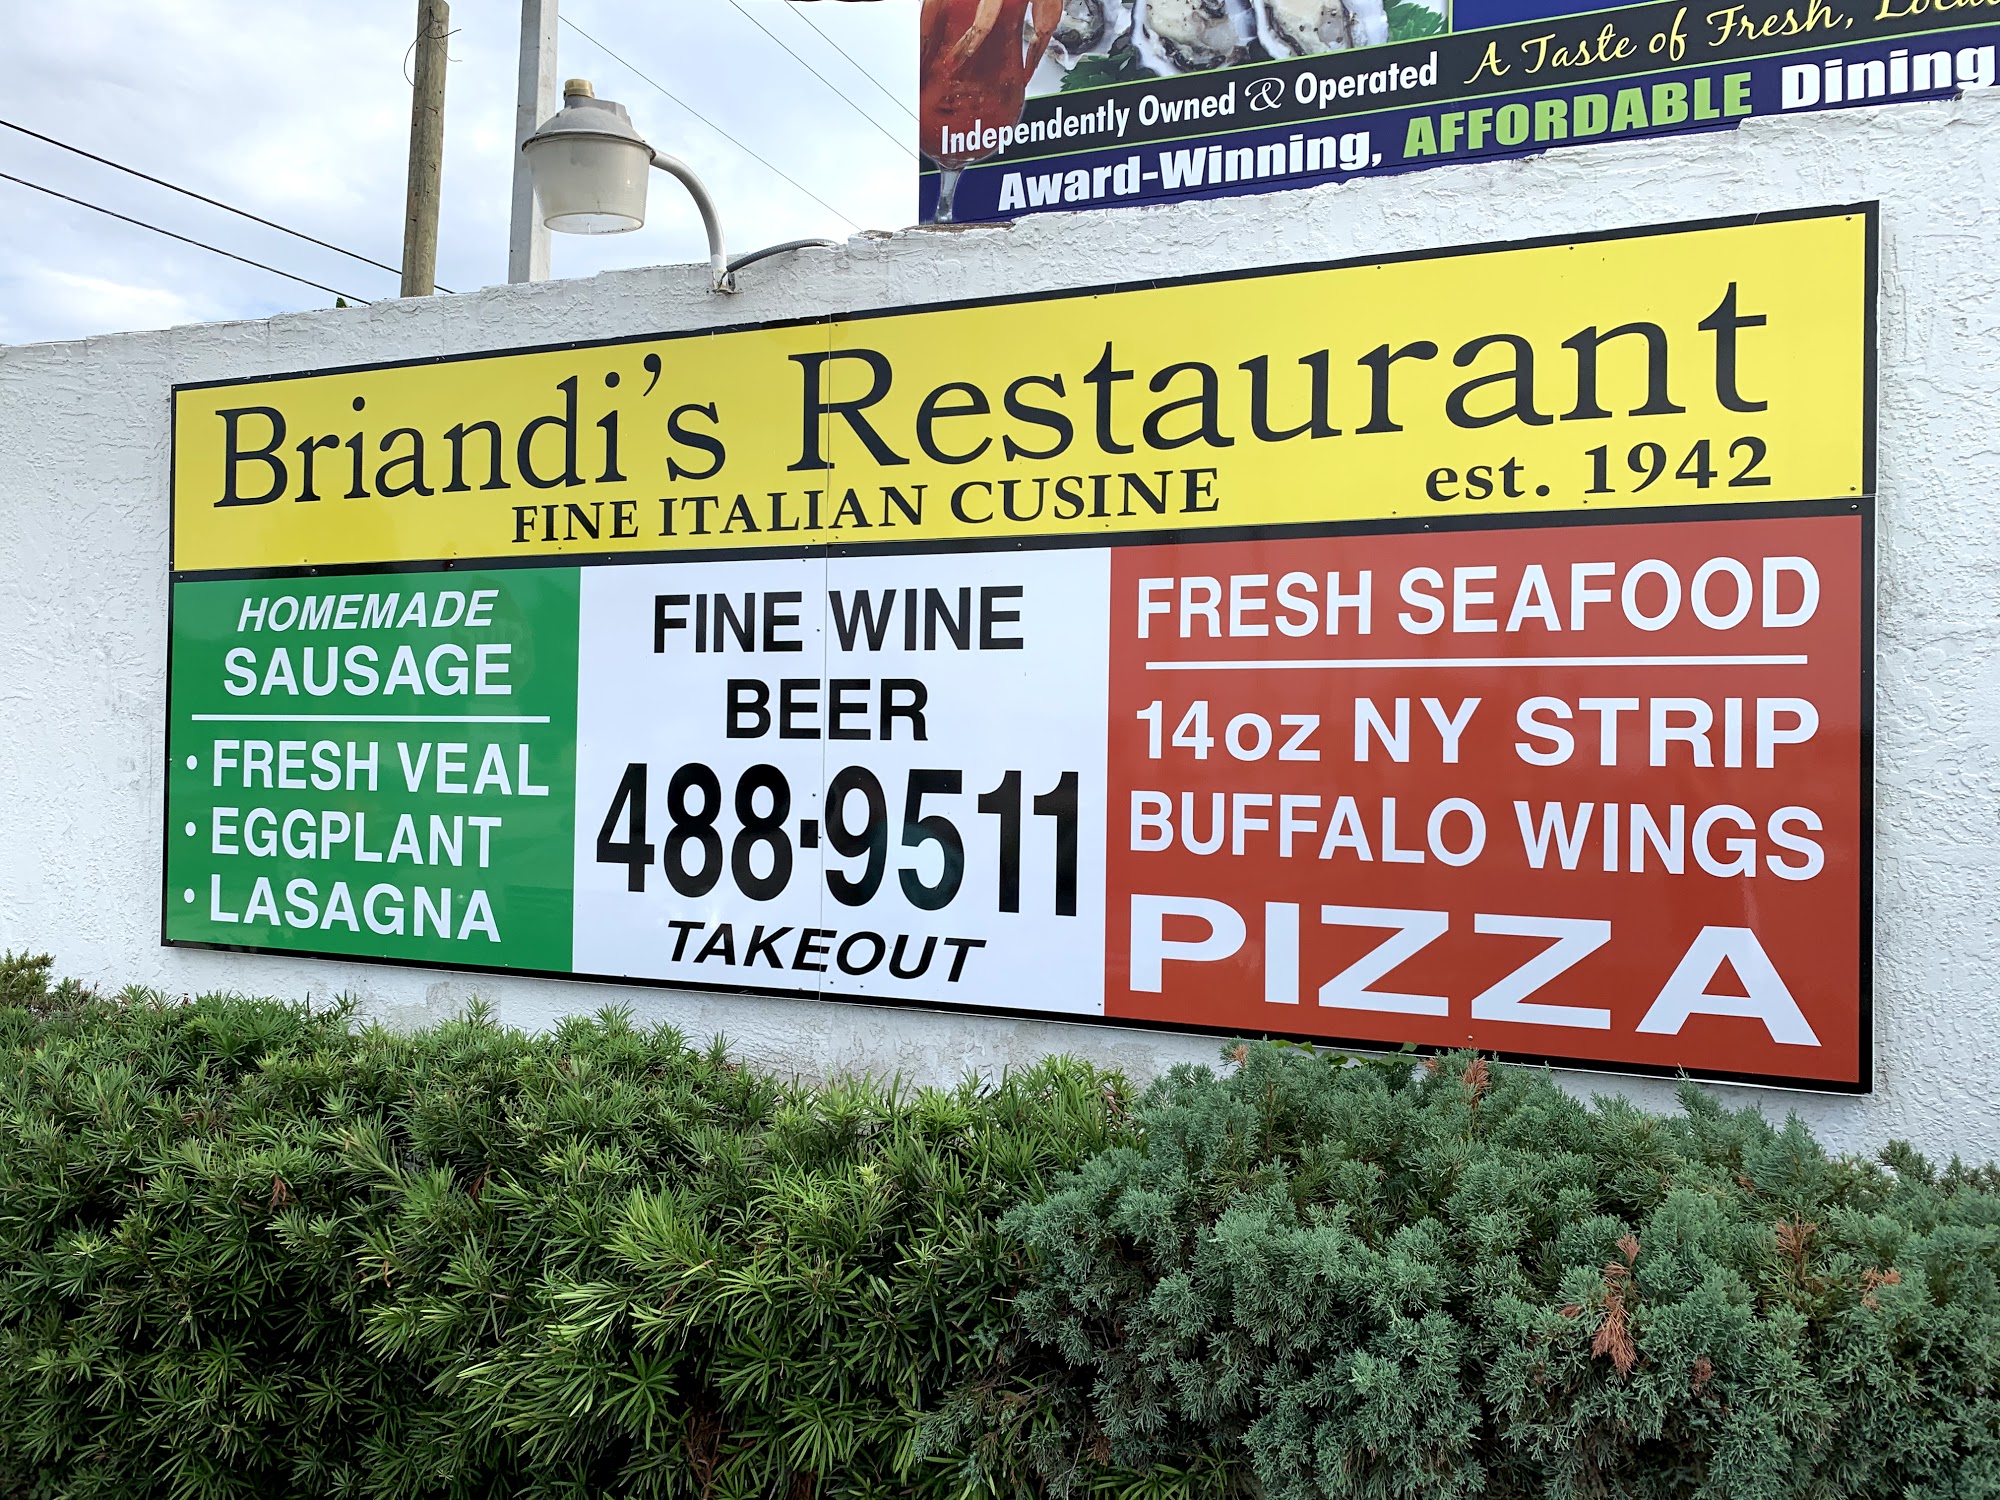 A Taste of Fresh,
Independently Owned & Operated
Award-Winning, AFFORDABLE Dining
Briandi's Restaurant
FINE ITALIAN CUSINE
est. 1942
HOMEMADE
SAUSAGE
• FRESH VEAL
• EGGPLANT
• LASAGNA
FINE WINE
BEER
488-9511
TAKEOUT
FRESH SEAFOOD
14oz NY STRIP
BUFFALO WINGS
PIZZA